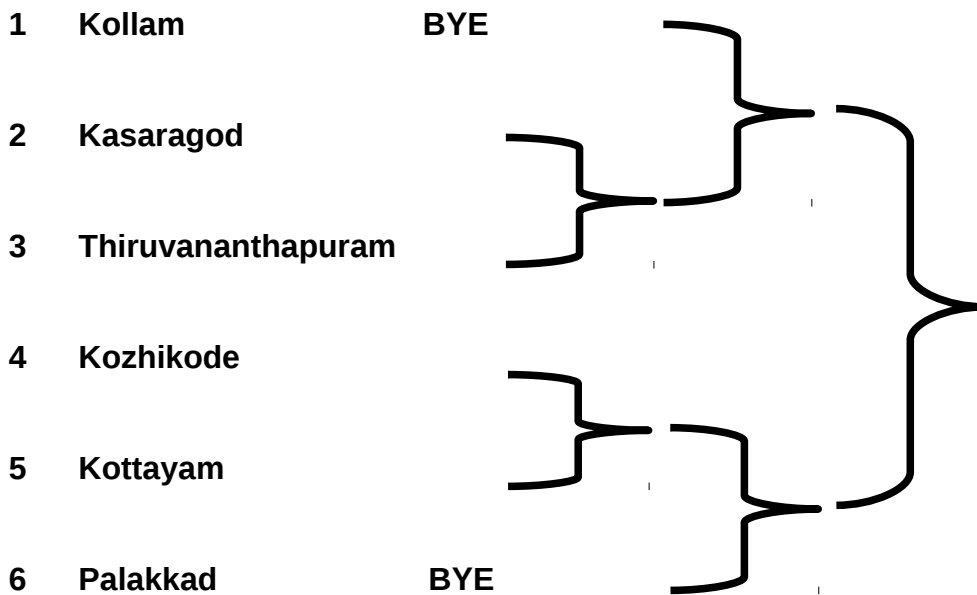 1 Kollam BYE
2 Kasaragod
3 Thiruvananthapuram
4 Kozhikode
5 Kottayam
6 Palakkad BYE